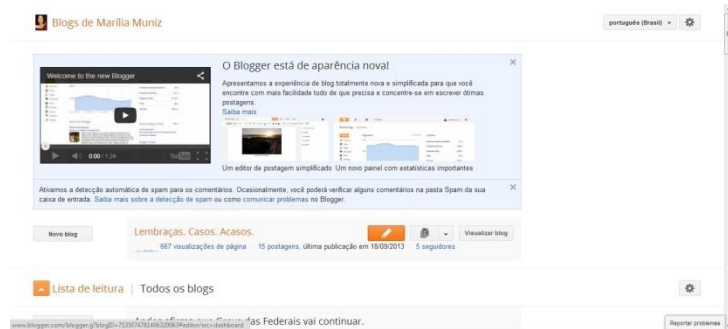 Blogs de Marília Muniz
português (Brasil)
Welcome to the new Blogger
0:00 / 1:24
YouTube
O Blogger está de aparência nova!
Apresentamos a experiência de blog totalmente nova e simplificada para que você
encontre com mais facilidade tudo de que precisa e concentre-se em escrever ótimas
postagens.
Saiba mais
Um editor de postagem simplificado Um novo painel com estatísticas importantes
Ativamos a detecção automática de spam para os comentários. Ocasionalmente, você poderá verificar alguns comentários na pasta Spam da sua
caixa de entrada. Saiba mais sobre a detecção de spam ou como comunicar problemas no Blogger.
Novo blog
Lembraças. Casos. Acasos.
Visualizar blog
667 visualizações de página - 15 postagens, última publicação em 18/09/2013 - 5 seguidores
Lista de leitura | Todos os blogs
das Federais vai continuar.
Reportar problemas